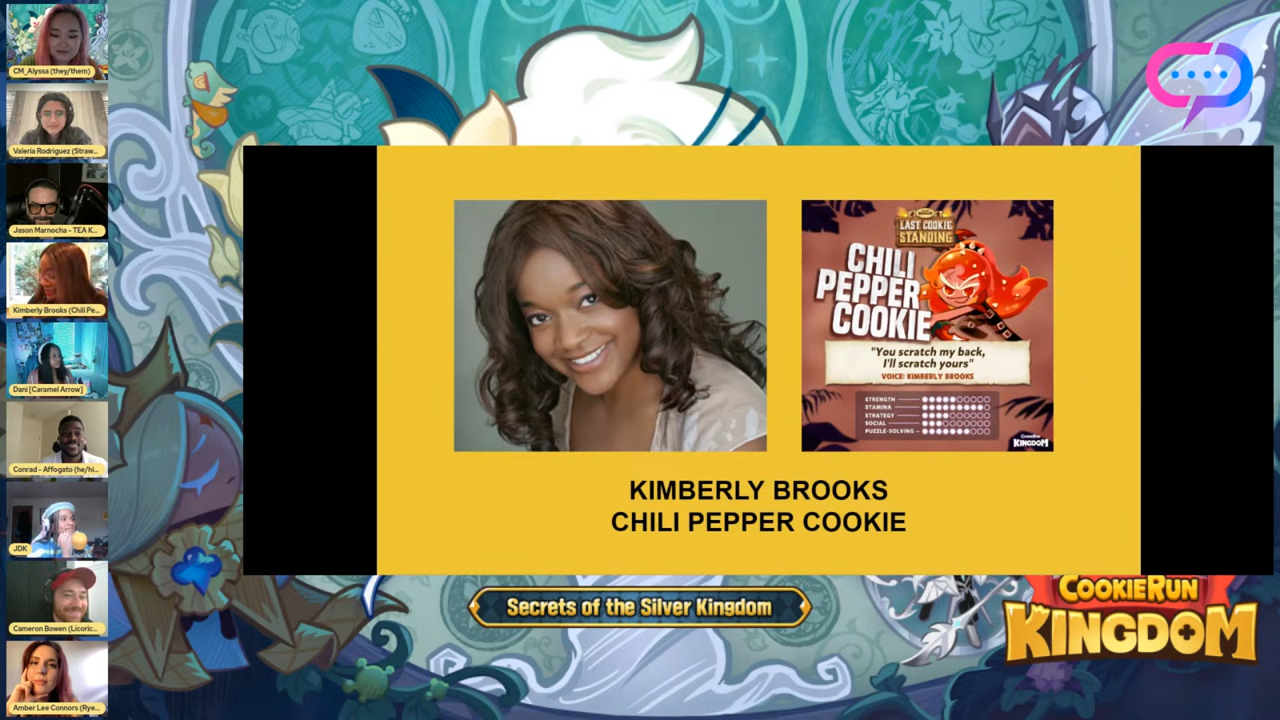 CM_Alyssa (they/them)
Valeria Rodriguez (Straw...
Jason Marnocha - TEA K...
Kimberly Brooks (Chili Pe...
Dani [Caramel Arrow]
Conrad - Affogato (he/hi...
JDK
Cameron Bowen (Licoric...
Amber Lee Connors (Rye...
LAST COOKIE
STANDING
CHILI
PEPPER
COOKIE
"You scratch my back,
I'll scratch yours"
VOICE: KIMBERLY BROOKS
STRENGTH
STAMINA
STRATEGY
SOCIAL
PUZZLE-SOLVING
CookieRun
KINGDOM
KIMBERLY BROOKS
CHILI PEPPER COOKIE
Secrets of the Silver Kingdom
COOKIERUN
KINGDOM